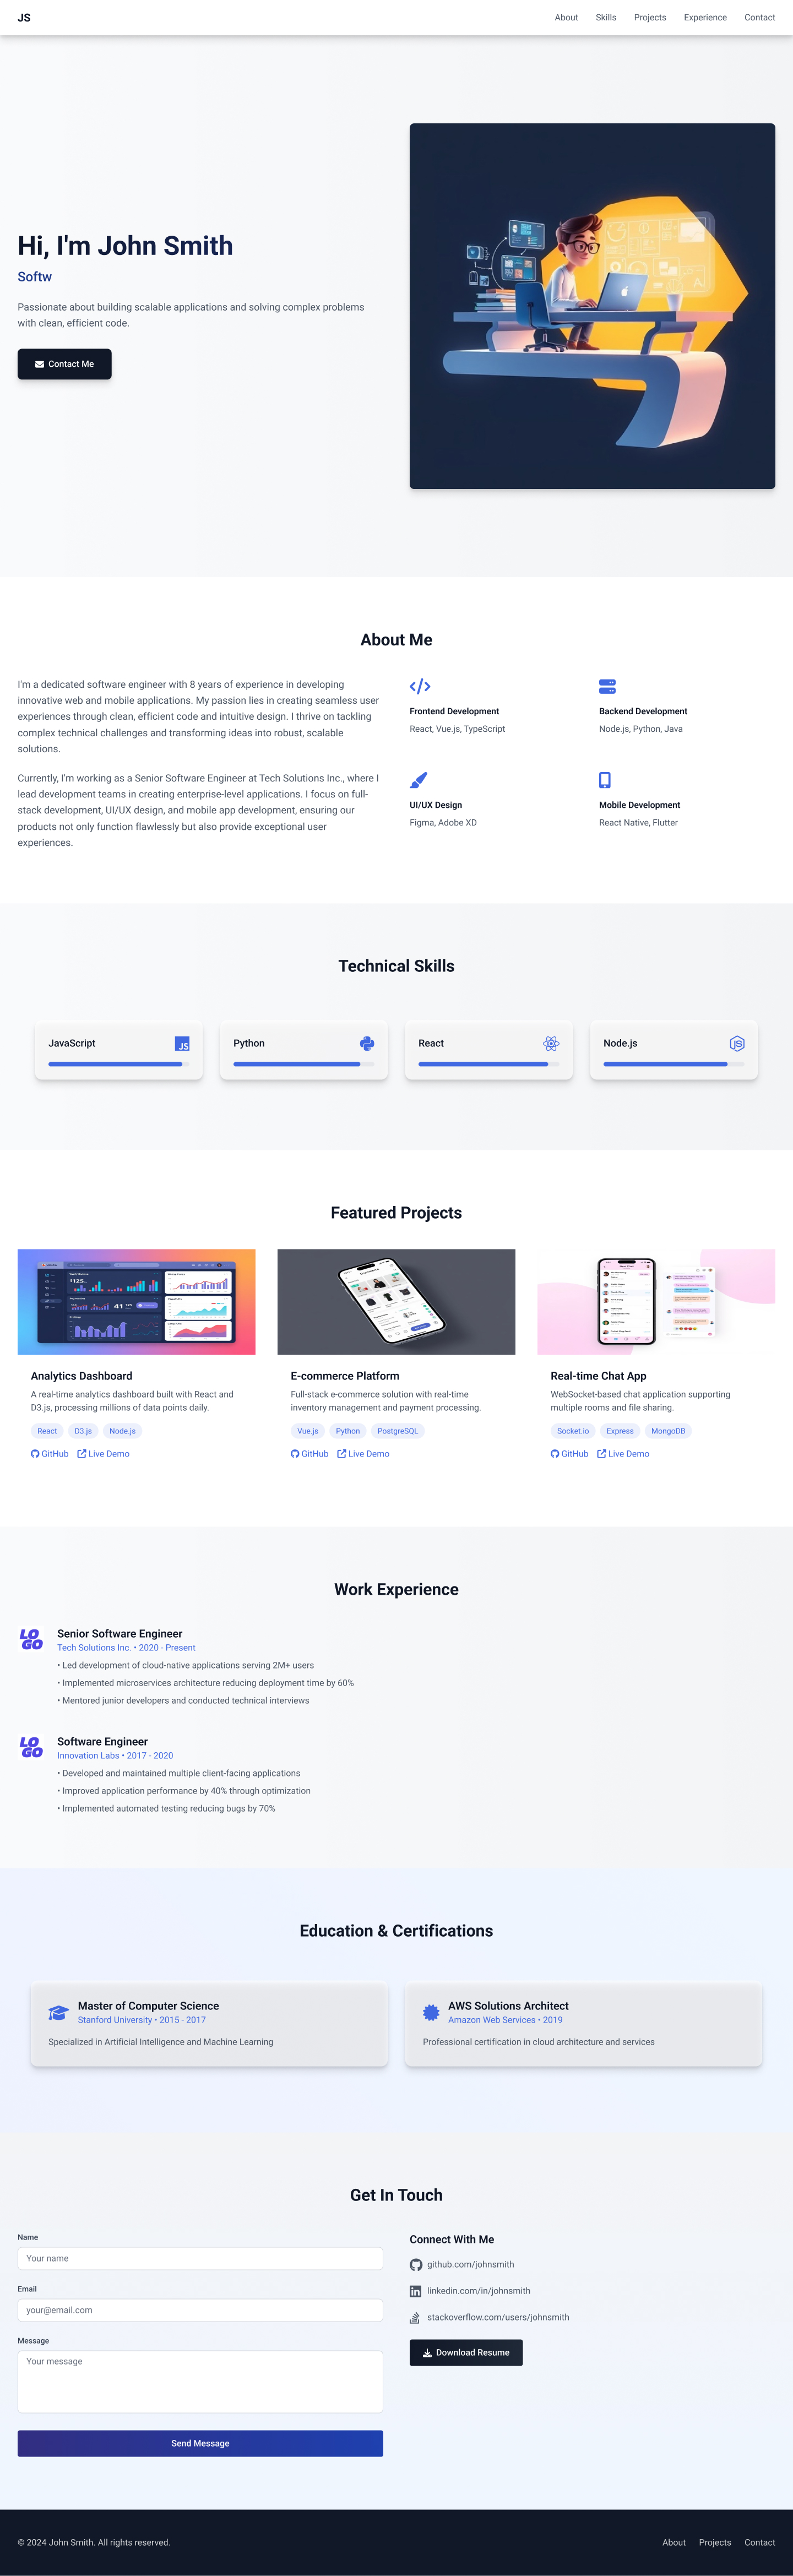 JS
About Skills Projects Experience Contact
Hi, I'm John Smith
Softw
Passionate about building scalable applications and solving complex problems
with clean, efficient code.
Contact Me
About Me
I'm a dedicated software engineer with 8 years of experience in developing
innovative web and mobile applications. My passion lies in creating seamless user
experiences through clean, efficient code and intuitive design. I thrive on tackling
complex technical challenges and transforming ideas into robust, scalable
solutions.
Currently, I'm working as a Senior Software Engineer at Tech Solutions Inc., where I
lead development teams in creating enterprise-level applications. I focus on full-
stack development, UI/UX design, and mobile app development, ensuring our
products not only function flawlessly but also provide exceptional user
experiences.
Frontend Development
React, Vue.js, TypeScript
Backend Development
Node.js, Python, Java
UI/UX Design
Figma, Adobe XD
Mobile Development
React Native, Flutter
Technical Skills
JavaScript
JS
Python
React
Node.js
JS
Featured Projects
Analytics Dashboard
A real-time analytics dashboard built with React and
D3.js, processing millions of data points daily.
React D3.js Node.js
GitHub Live Demo
E-commerce Platform
Full-stack e-commerce solution with real-time
inventory management and payment processing.
Vue.js Python PostgreSQL
GitHub Live Demo
Real-time Chat App
WebSocket-based chat application supporting
multiple rooms and file sharing.
Socket.io Express MongoDB
GitHub Live Demo
Work Experience
LO
GO
Senior Software Engineer
Tech Solutions Inc. • 2020 - Present
• Led development of cloud-native applications serving 2M+ users
• Implemented microservices architecture reducing deployment time by 60%
• Mentored junior developers and conducted technical interviews
LO
GO
Software Engineer
Innovation Labs • 2017 - 2020
• Developed and maintained multiple client-facing applications
• Improved application performance by 40% through optimization
• Implemented automated testing reducing bugs by 70%
Education & Certifications
Master of Computer Science
Stanford University • 2015 - 2017
Specialized in Artificial Intelligence and Machine Learning
AWS Solutions Architect
Amazon Web Services • 2019
Professional certification in cloud architecture and services
Get In Touch
Name
Your name
Email
your@email.com
Message
Your message
Send Message
Connect With Me
github.com/johnsmith
linkedin.com/in/johnsmith
stackoverflow.com/users/johnsmith
Download Resume
© 2024 John Smith. All rights reserved.
About Projects Contact